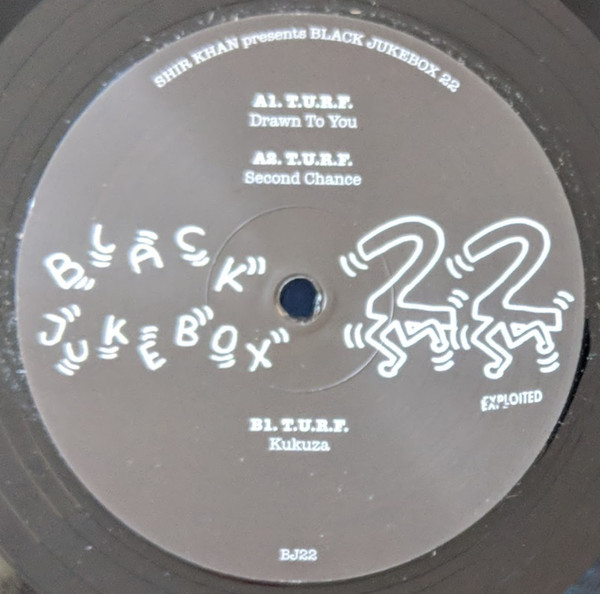 SHIR KHAN presents BLACK JUKEBOX 22
A1. T.U.R.F.
Drawn To You
A2. T.U.R.F.
Second Chance
BLACK
JUKEBOX
22
EXPLOITED
B1. T.U.R.F.
Kukuza
BJ22